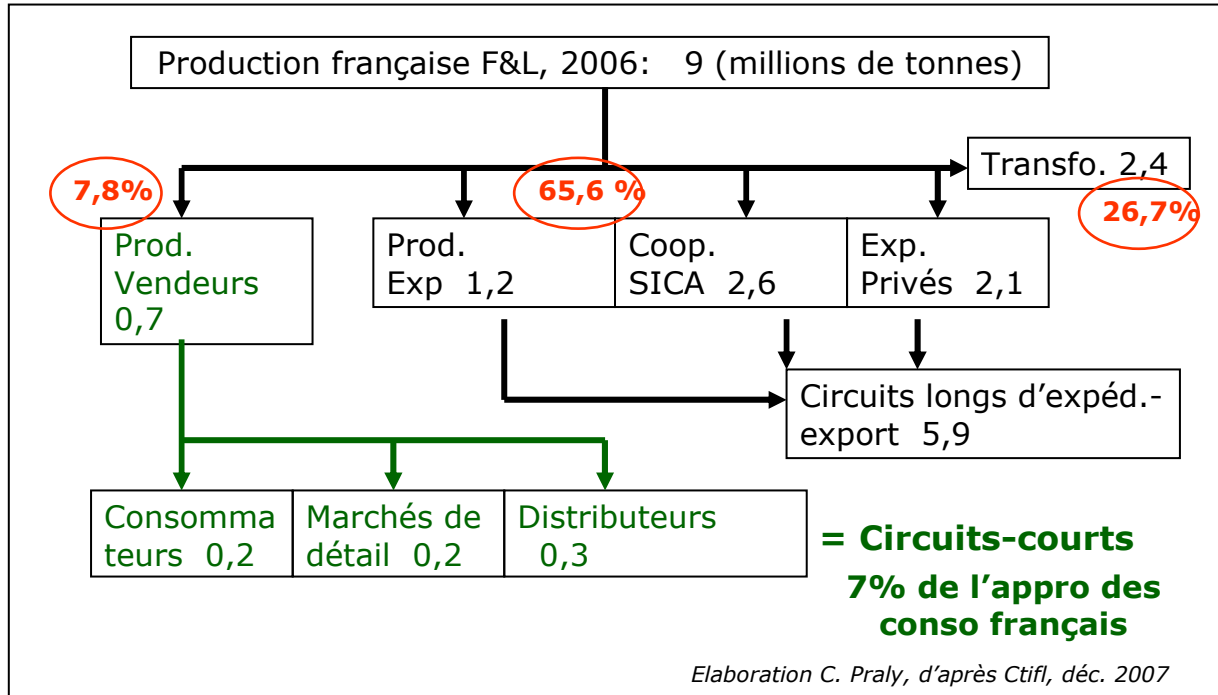 Production française F&L, 2006: 9 (millions de tonnes)
Transfo. 2,4
7,8%
65,6 %
26,7%
Prod.
Vendeurs
0,7
Prod.
Exp 1,2
Coop.
SICA 2,6
Exp.
Privés 2,1
Circuits longs d'expéd.-
export 5,9
Consomma
teurs 0,2
Marchés de
détail 0,2
Distributeurs
0,3
= Circuits-courts
7% de l'appro des
conso français
Elaboration C. Praly, d'après Ctifl, déc. 2007